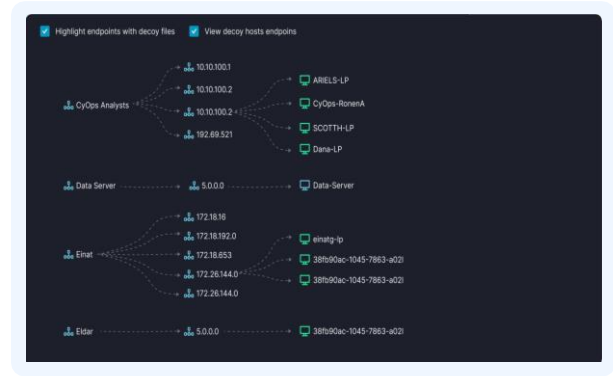 Highlight endpoints with decoy files View decoy hosts endpoins
10.10.100.1
10.10.100.2
CyOps Analysts
10.10.100.2
192.69.521
ARIELS-LP
CyOps-RonenA
SCOTTH-LP
Dana-LP
Data Server 5.0.0.0 Data-Server
172.18.16
172.18.192.0
Einat
172.18.653
172.26.144.0
172.26.144.0
einatg-lp
38fb90ac-1045-7863-a02l
38fb90ac-1045-7863-a02l
Eldar 5.0.0.0 38fb90ac-1045-7863-a02l